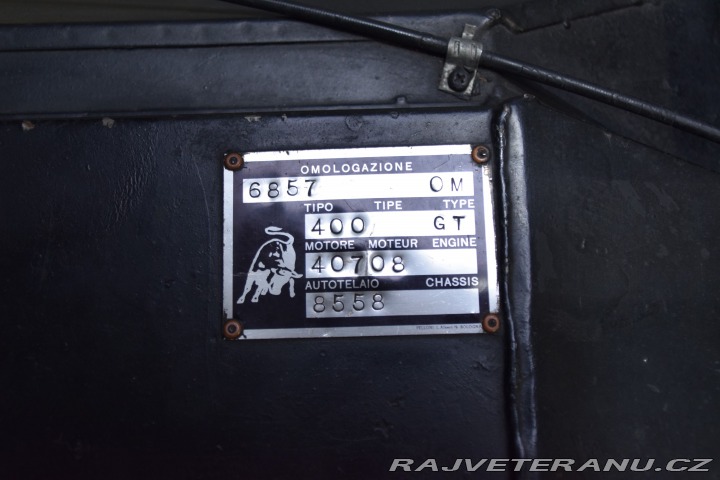 OMOLOGAZIONE
6857 OM
TIPO TIPE TYPE
400 GT
MOTORE MOTEUR ENGINE
40708
AUTOTELAIO CHASSIS
8558
RAJVETERANU.CZ